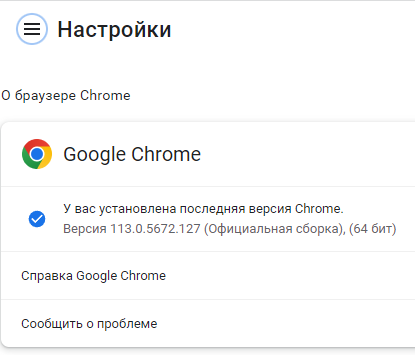 Настройки
О браузере Chrome
Google Chrome
У вас установлена последняя версия Chrome.
Версия 113.0.5672.127 (Официальная сборка), (64 бит)
Справка Google Chrome
Сообщить о проблеме